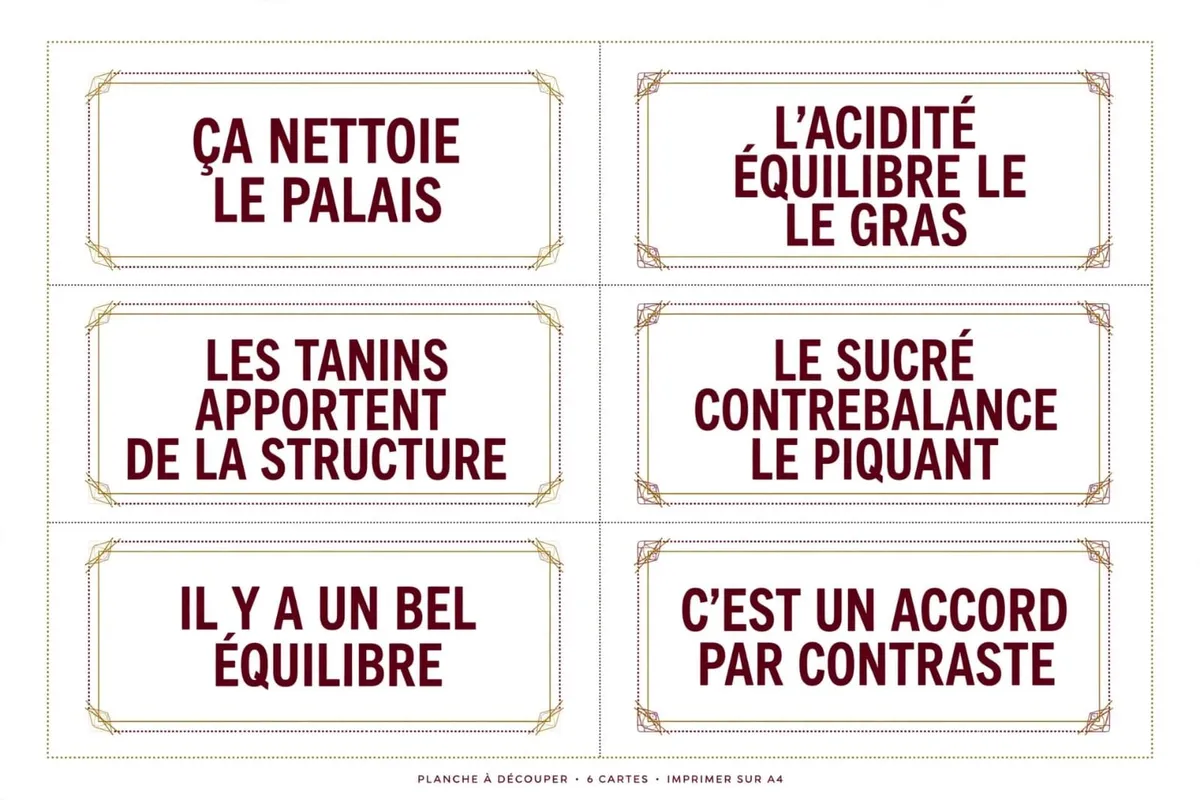 ÇA NETTOIE
LE PALAIS
L'ACIDITÉ
ÉQUILIBRE LE
LE GRAS
LES TANINS
APPORTENT
DE LA STRUCTURE
LE SUCRÉ
CONTREBALANCE
LE PIQUANT
IL Y A UN BEL
ÉQUILIBRE
C'EST UN ACCORD
PAR CONTRASTE
PLANCHE À DÉCOUPER • 6 CARTES • IMPRIMER SUR A4